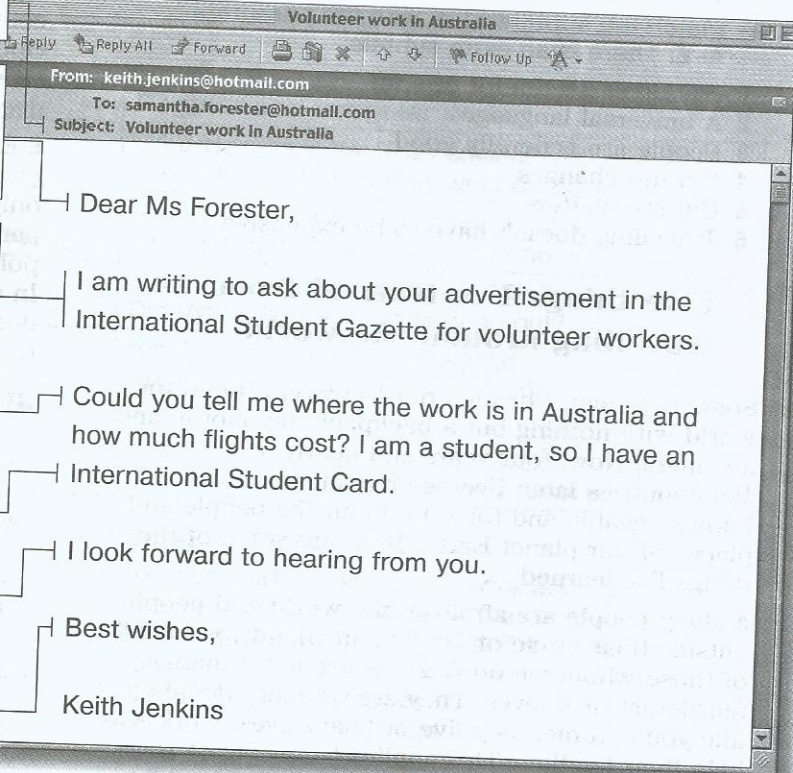 Volunteer work in Australia
Reply Reply All Forward Follow Up A
From: keith.jenkins@hotmail.com
To: samantha.forester@hotmail.com
Subject: Volunteer work in Australia
Dear Ms Forester,
I am writing to ask about your advertisement in the
International Student Gazette for volunteer workers.
Could you tell me where the work is in Australia and
how much flights cost? I am a student, so I have an
International Student Card.
I look forward to hearing from you.
Best wishes,
Keith Jenkins